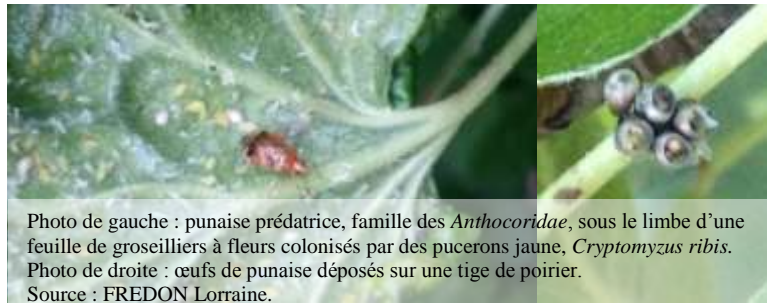 Photo de gauche : punaise prédatrice, famille des Anthocoridae, sous le limbe d’une
feuille de groseilliers à fleurs colonisés par des pucerons jaune, Cryptomyzus ribis.
Photo de droite : œufs de punaise déposés sur une tige de poirier.
Source : FREDON Lorraine.